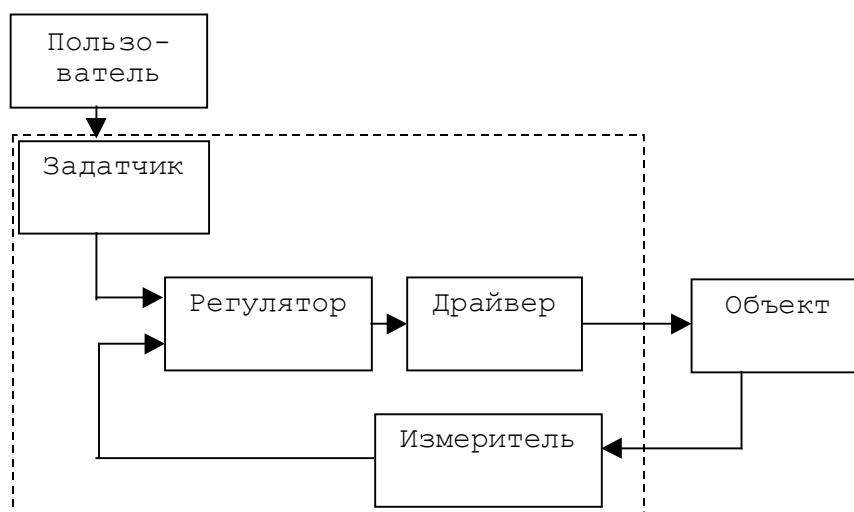 Пользо-
ватель
Задатчик
Регулятор
Драйвер
Объект
Измеритель